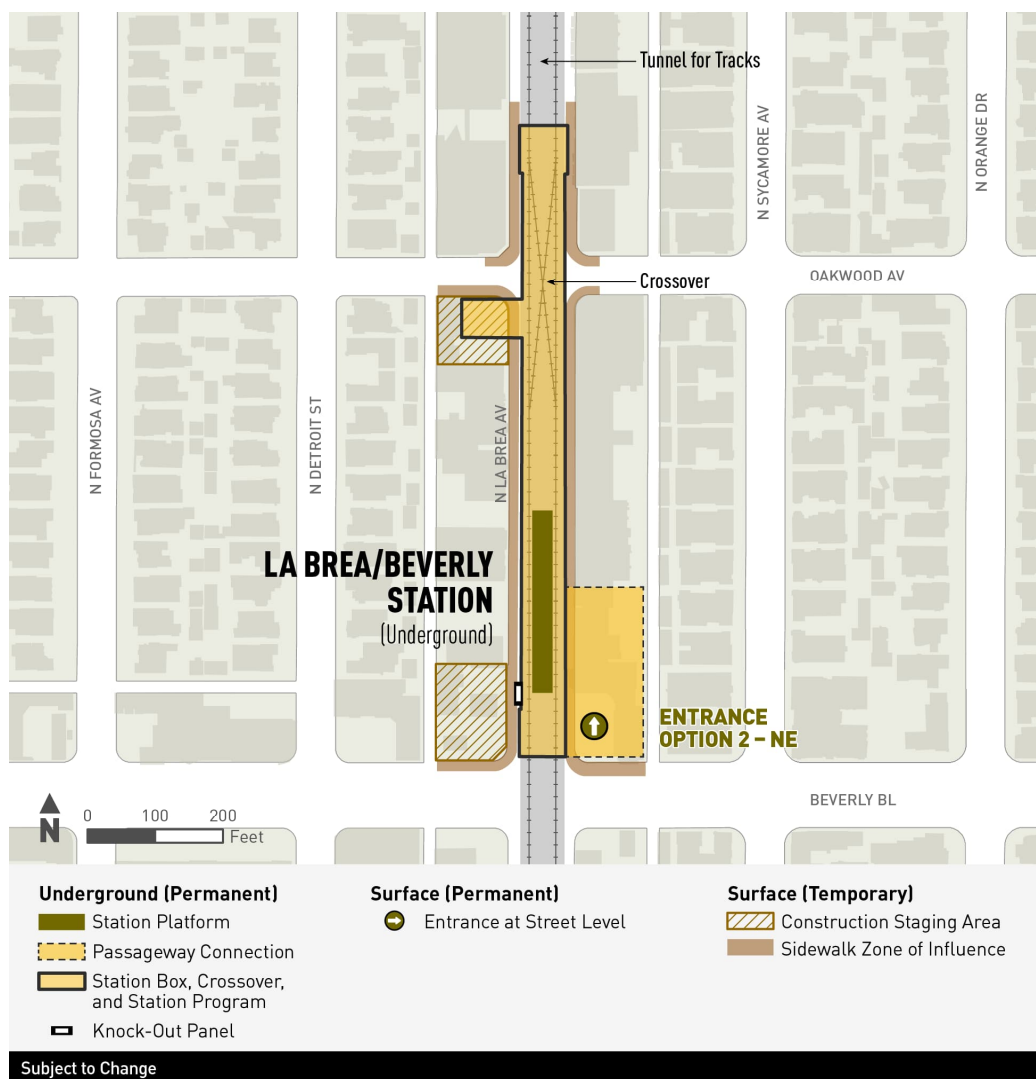 Tunnel for Tracks
N SYCAMORE AV
N ORANGE DR
OAKWOOD AV
Crossover
N FORMOSA AV
N DETROIT ST
N LA BREA AV
LA BREA/BEVERLY
STATION
(Underground)
ENTRANCE
OPTION 2 – NE
BEVERLY BL
N
0 100 200
Feet
Underground (Permanent)
Station Platform
Passageway Connection
Station Box, Crossover,
and Station Program
Knock-Out Panel
Surface (Permanent)
Entrance at Street Level
Surface (Temporary)
Construction Staging Area
Sidewalk Zone of Influence
Subject to Change